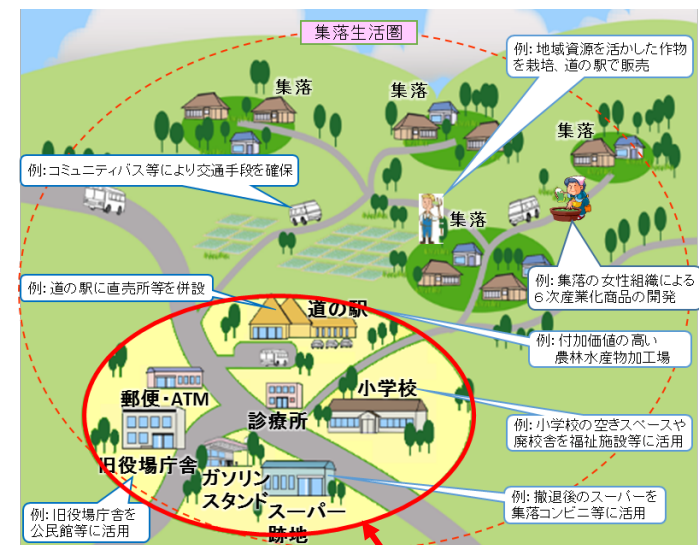 集落生活圏
例: 地域資源を活かした作物
を栽培、道の駅で販売
集落
集落
集落
例: コミュニティバス等により交通手段を確保
集落
例: 道の駅に直売所等を併設
例: 集落の女性組織による
6次産業化商品の開発
道の駅
例: 付加価値の高い
農林水産物加工場
郵便・ATM
診療所
小学校
例: 小学校の空きスペースや
廃校舎を福祉施設等に活用
旧役場庁舎
ガソリン
スタンド
スーパー
跡地
例: 旧役場庁舎を
公民館等に活用
例: 撤退後のスーパーを
集落コンビニ等に活用